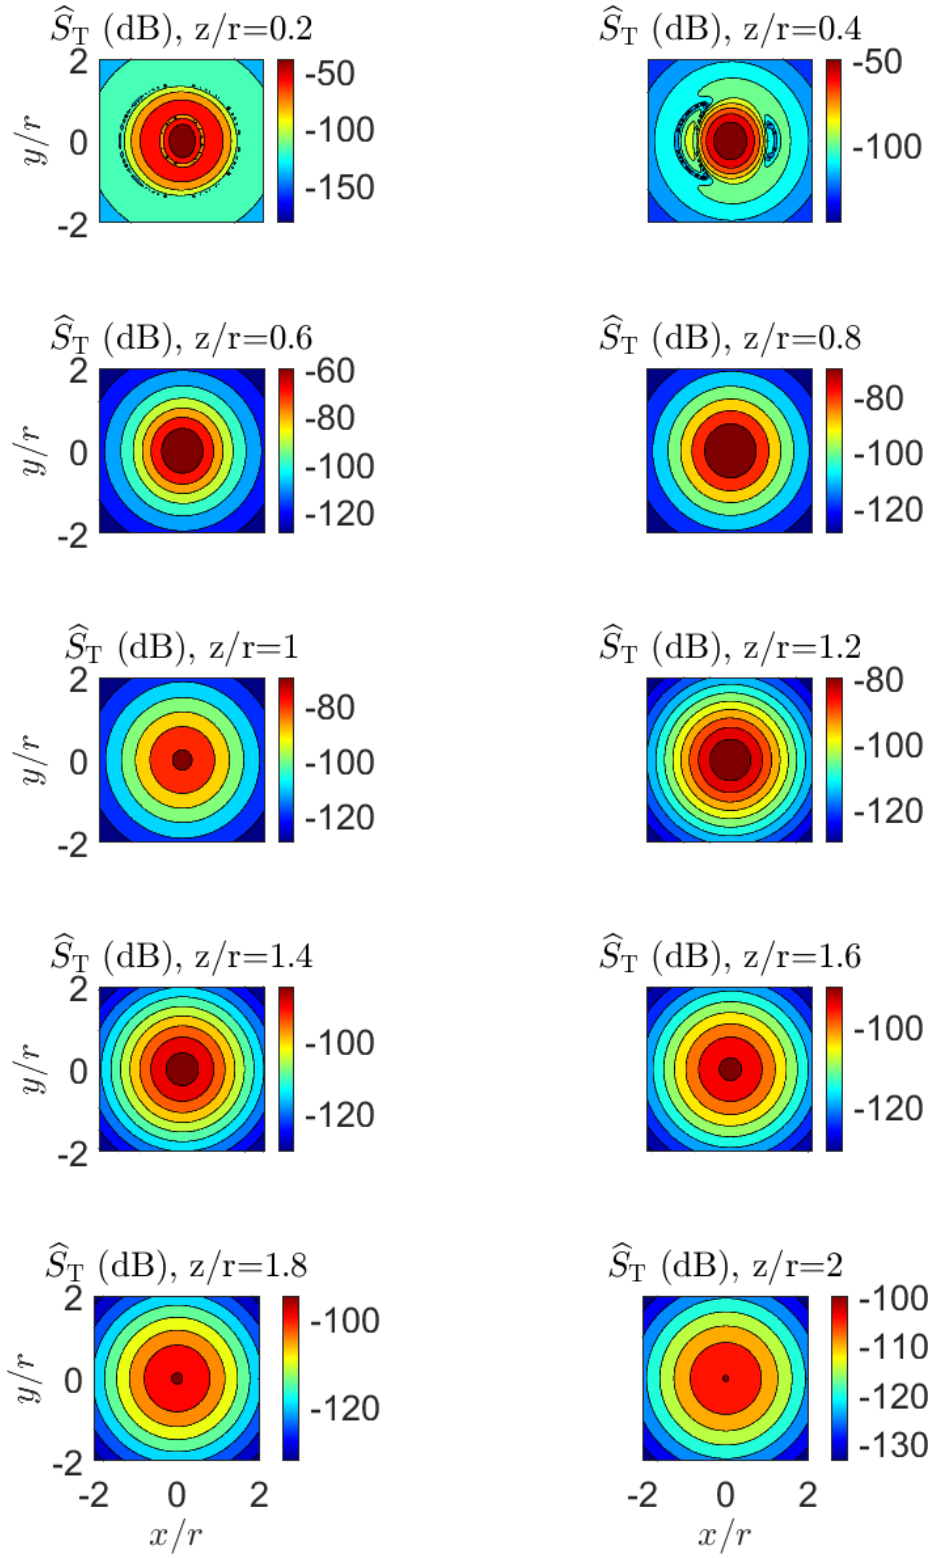 Ŝ_T (dB), z/r=0.2 Ŝ_T (dB), z/r=0.4
2 -50 -50
y/r 0 -100 -100
-2 -150
Ŝ_T (dB), z/r=0.6 Ŝ_T (dB), z/r=0.8
2 -60
-80 -80
y/r 0 -100 -100
-2 -120 -120
Ŝ_T (dB), z/r=1 Ŝ_T (dB), z/r=1.2
2 -80 -80
y/r 0 -100 -100
-2 -120 -120
Ŝ_T (dB), z/r=1.4 Ŝ_T (dB), z/r=1.6
2 -100 -100
y/r 0
-2 -120 -120
Ŝ_T (dB), z/r=1.8 Ŝ_T (dB), z/r=2
2 -100 -100
-110
y/r 0 -120 -120
-2 -130
-2 0 2 -2 0 2
x/r x/r